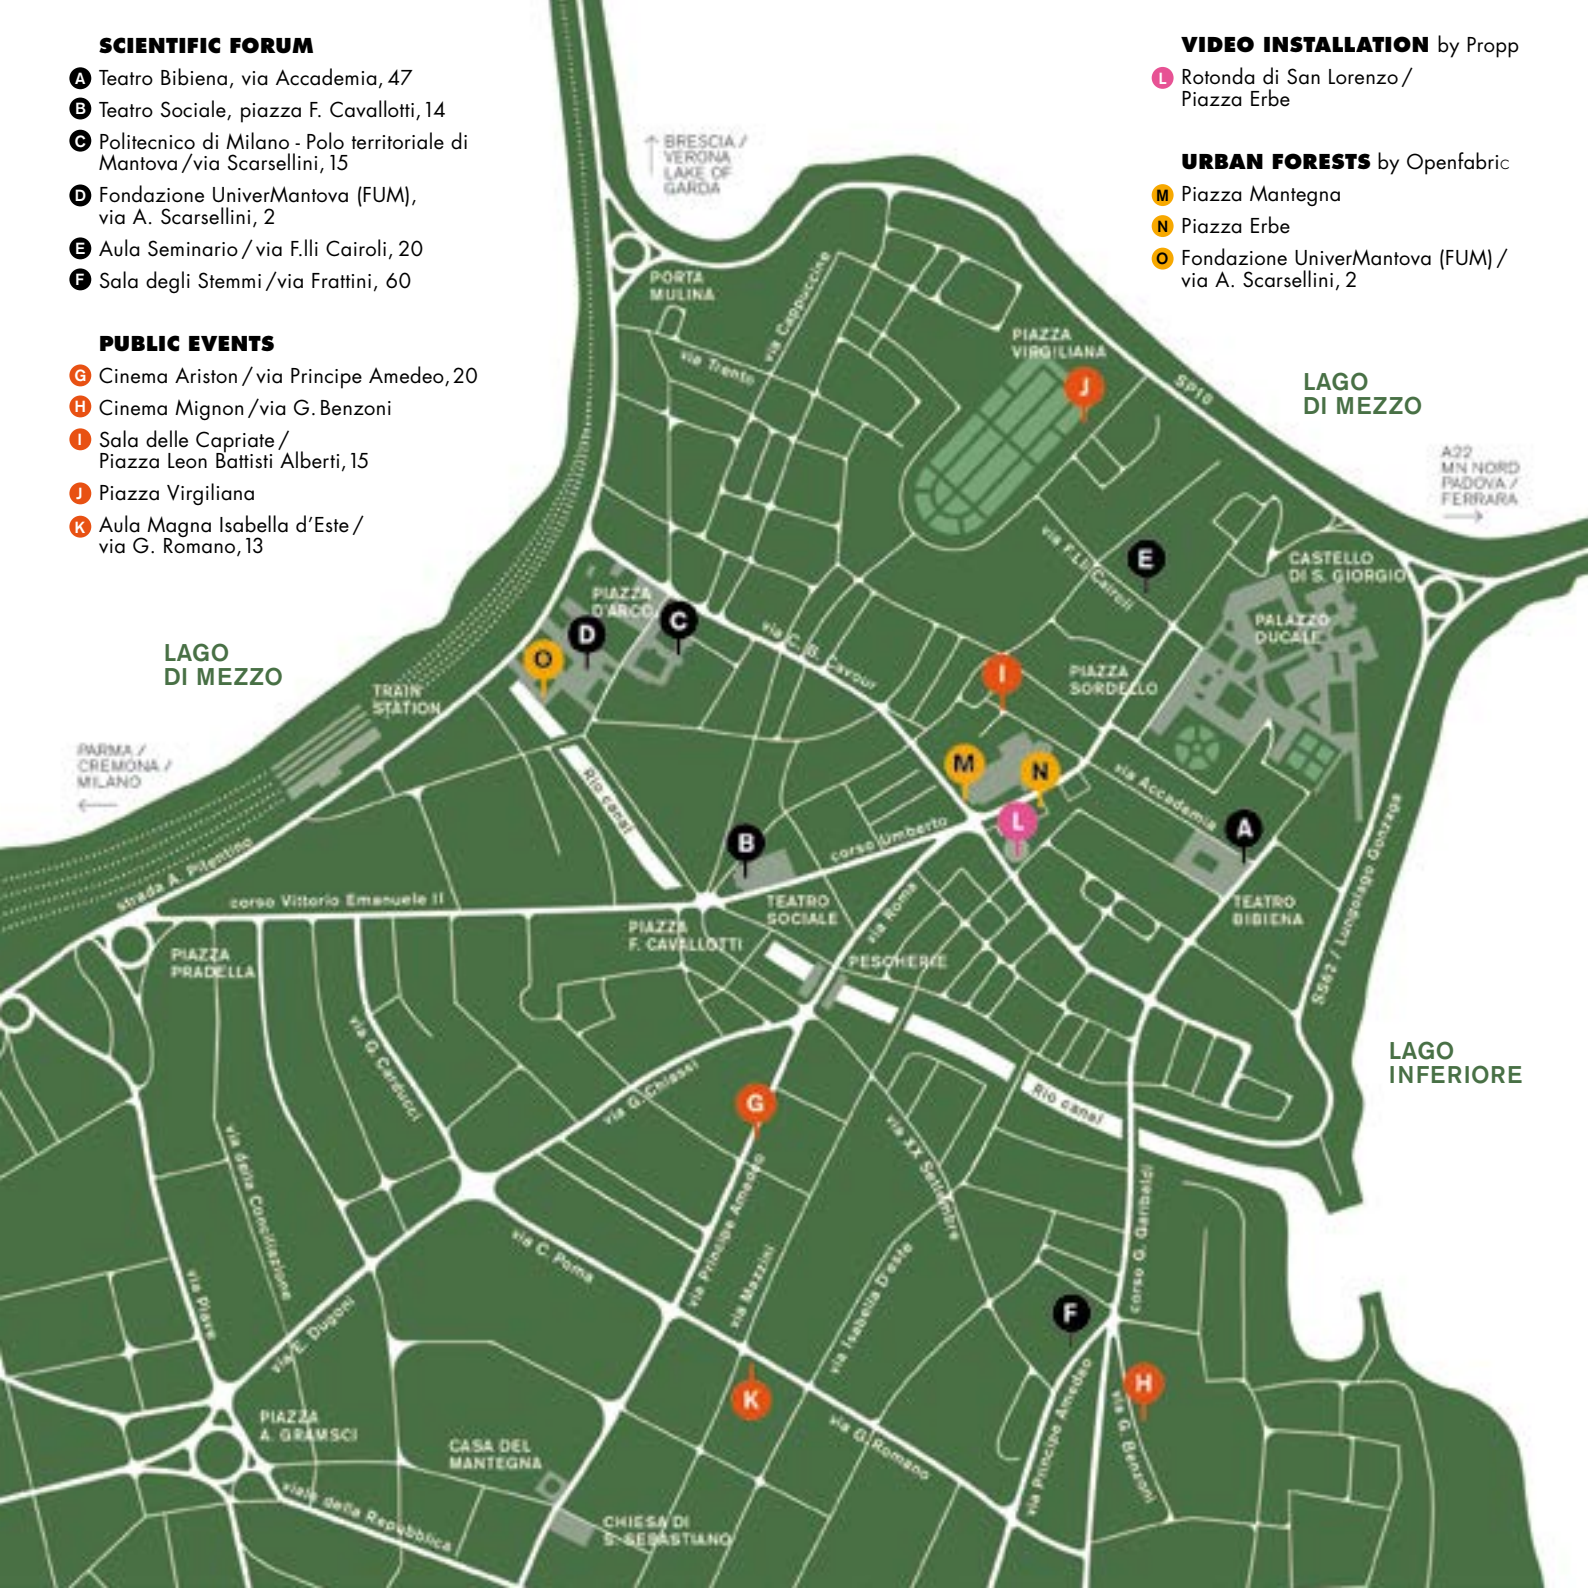 SCIENTIFIC FORUM
A Teatro Bibiena, via Accademia, 47
B Teatro Sociale, piazza F. Cavallotti, 14
C Politecnico di Milano - Polo territoriale di
Mantova / via Scarsellini, 15
D Fondazione UniverMantova (FUM),
via A. Scarsellini, 2
E Aula Seminario / via F.lli Cairoli, 20
F Sala degli Stemmi / via Frattini, 60
PUBLIC EVENTS
G Cinema Ariston / via Principe Amedeo, 20
H Cinema Mignon / via G. Benzoni
I Sala delle Capriate /
Piazza Leon Battisti Alberti, 15
J Piazza Virgiliana
K Aula Magna Isabella d'Este /
via G. Romano, 13
VIDEO INSTALLATION by Propp
L Rotonda di San Lorenzo /
Piazza Erbe
URBAN FORESTS by Openfabric
M Piazza Mantegna
N Piazza Erbe
O Fondazione UniverMantova (FUM) /
via A. Scarsellini, 2
BRESCIA /
VERONA
LAKE OF
GARDA
PORTA
MULINA
via Cappuccine
via Trento
PIAZZA
VIRGILIANA
J
SP10
LAGO
DI MEZZO
A22
MN NORD
PADOVA /
FERRARA
via F.lli Cairoli
E
CASTELLO
DI S. GIORGIO
PALAZZO
DUCALE
PIAZZA
D'ARCO
C
D
O
via C. B. Cavour
I
PIAZZA
SORDELLO
LAGO
DI MEZZO
TRAIN
STATION
PARMA /
CREMONA /
MILANO
M
N
L
via Accademia
A
Rio canal
B
corso Umberto
TEATRO
SOCIALE
TEATRO
BIBIENA
strada A. Pitentino
corso Vittorio Emanuele II
PIAZZA
F. CAVALLOTTI
via Roma
PESCHERIE
SS62 / Lungolago Gonzaga
PIAZZA
PRADELLA
LAGO
INFERIORE
via G. Carducci
via G. Chiassi
G
Rio canal
via XX Settembre
via della Conciliazione
via Principe Amedeo
via Mazzini
via Isabella D'este
corso G. Garibaldi
via C. Poma
via Piave
via E. Dugoni
F
H
K
PIAZZA
A. GRAMSCI
CASA DEL
MANTEGNA
via G. Romano
via Principe Amedeo
via G. Benzoni
viale della Repubblica
CHIESA DI
S. SEBASTIANO